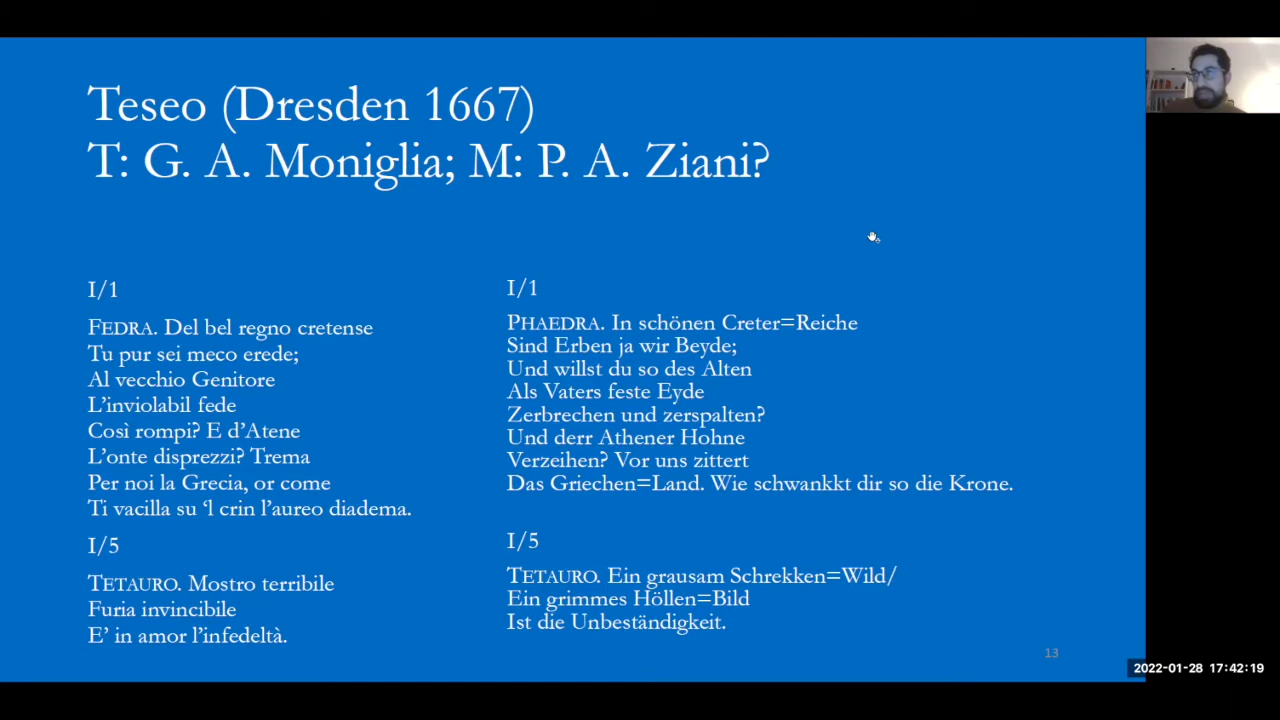 Teseo (Dresden 1667)
T: G. A. Moniglia; M: P. A. Ziani?
I/1
FEDRA. Del bel regno cretense
Tu pur sei meco erede;
Al vecchio Genitore
L’inviolabil fede
Così rompi? E d’Atene
L’onte disprezzi? Trema
Per noi la Grecia, or come
Ti vacilla su ‘l crin l’aureo diadema.
I/5
TETAURO. Mostro terribile
Furia invincibile
E’ in amor l’infedeltà.
I/1
PHAEDRA. In schönen Creter=Reiche
Sind Erben ja wir Beyde;
Und willst du so des Alten
Als Vaters feste Eyde
Zerbrechen und zerspalten?
Und derr Athener Hohne
Verzeihen? Vor uns zittert
Das Griechen=Land. Wie schwankkt dir so die Krone.
I/5
TETAURO. Ein grausam Schrekken=Wild/
Ein grimmes Höllen=Bild
Ist die Unbeständigkeit.
13
2022-01-28 17:42:19